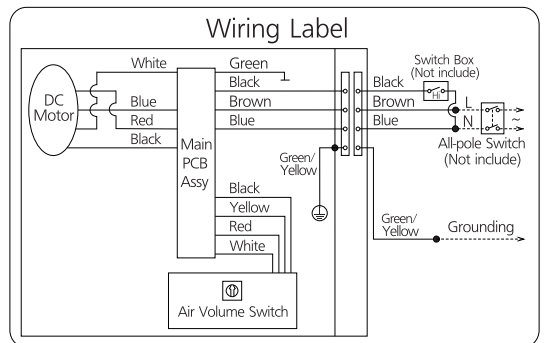 Wiring Label
White
Green
Switch Box
(Not include)
Black
Black
Hi
DC
Motor
Blue
Brown
Brown
L
Red
Blue
Blue
N
~
Black
Main
PCB
Assy
All-pole Switch
(Not include)
Green/
Yellow
Black
Yellow
Red
White
Green/
Yellow
Grounding
Air Volume Switch